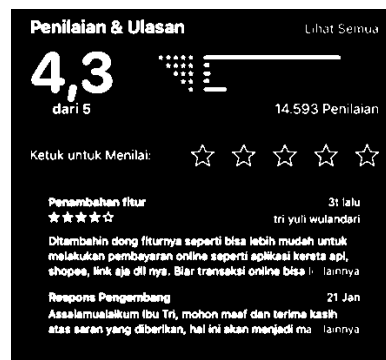 Penilaian & Ulasan Lihat Semua
4,3
dari 5 14.593 Penilaian
Ketuk untuk Menilai:
Penambahan fitur 3t lalu
tri yuli wulandari
Ditambahin dong fiturnya seperti bisa lebih mudah untuk
melakukan pembayaran online seperti aplikasi kereta api,
shopee, link aja dll nya. Biar transaksi online bisa l lainnya
Respons Pengembang 21 Jan
Assalamualaikum Ibu Tri, mohon maaf dan terima kasih
atas saran yang diberikan, hal ini akan menjadi ma lainnya